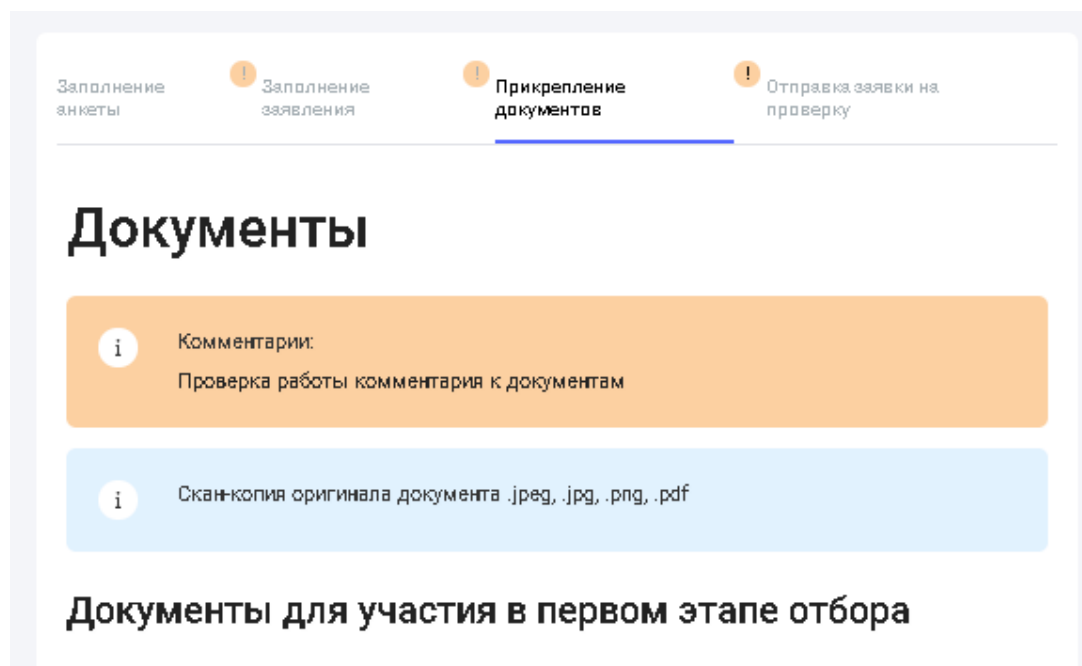 Заполнение анкеты
!
Заполнение заявления
!
Прикрепление документов
!
Отправка заявки на проверку
Документы
i
Комментарии:
Проверка работы комментария к документам
i
Скан-копия оригинала документа .jpeg, .jpg, .png, .pdf
Документы для участия в первом этапе отбора